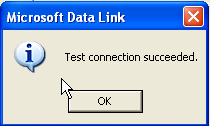 Microsoft Data Link
Test connection succeeded.
OK